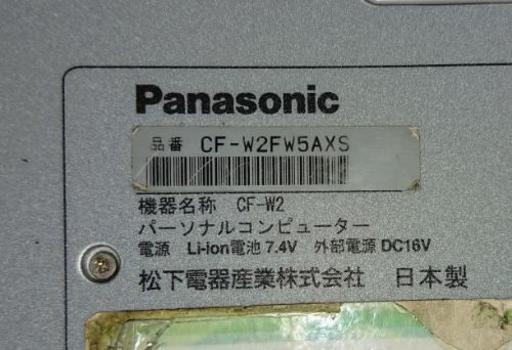 Panasonic
品番 CF-W2FW5AXS
機器名称 CF-W2
パーソナルコンピューター
電源 Li-ion電池 7.4V 外部電源 DC16V
松下電器産業株式会社 日本製